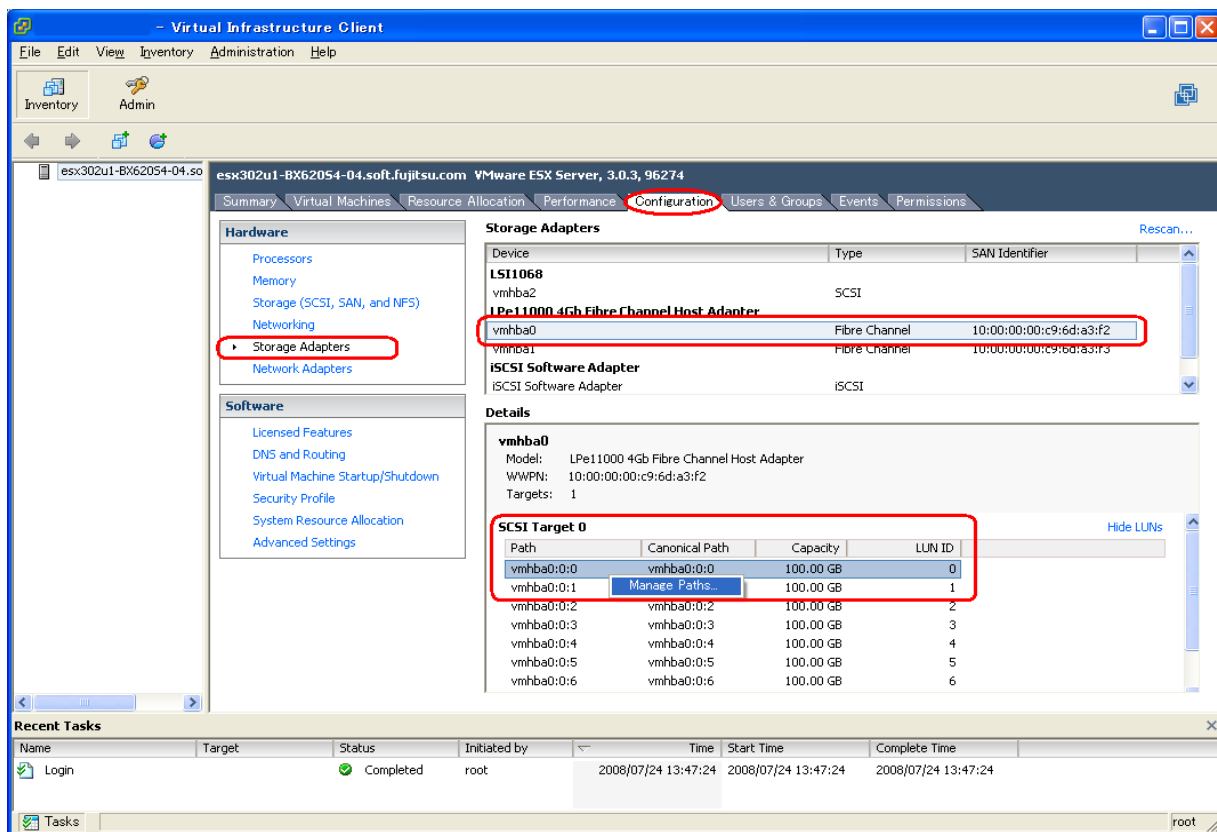 - Virtual Infrastructure Client
File Edit View Inventory Administration Help
Inventory Admin
esx302u1-BX620S4-04.so
esx302u1-BX620S4-04.soft.fujitsu.com VMware ESX Server, 3.0.3, 96274
Summary Virtual Machines Resource Allocation Performance Configuration Users & Groups Events Permissions
Hardware
Processors
Memory
Storage (SCSI, SAN, and NFS)
Networking
Storage Adapters
Network Adapters
Software
Licensed Features
DNS and Routing
Virtual Machine Startup/Shutdown
Security Profile
System Resource Allocation
Advanced Settings
Storage Adapters Rescan...
Device Type SAN Identifier
LSI1068
vmhba2 SCSI
LPe11000 4Gb Fibre Channel Host Adapter
vmhba0 Fibre Channel 10:00:00:00:c9:6d:a3:f2
vmhba1 Fibre Channel 10:00:00:00:c9:6d:a3:f3
iSCSI Software Adapter
iSCSI Software Adapter iSCSI
Details
vmhba0
Model: LPe11000 4Gb Fibre Channel Host Adapter
WWPN: 10:00:00:00:c9:6d:a3:f2
Targets: 1
SCSI Target 0 Hide LUNs
Path Canonical Path Capacity LUN ID
vmhba0:0:0 vmhba0:0:0 100.00 GB 0
vmhba0:0:1 Manage Paths... 100.00 GB 1
vmhba0:0:2 vmhba0:0:2 100.00 GB 2
vmhba0:0:3 vmhba0:0:3 100.00 GB 3
vmhba0:0:4 vmhba0:0:4 100.00 GB 4
vmhba0:0:5 vmhba0:0:5 100.00 GB 5
vmhba0:0:6 vmhba0:0:6 100.00 GB 6
Recent Tasks
Name Target Status Initiated by Time Start Time Complete Time
Login Completed root 2008/07/24 13:47:24 2008/07/24 13:47:24 2008/07/24 13:47:24
Tasks root